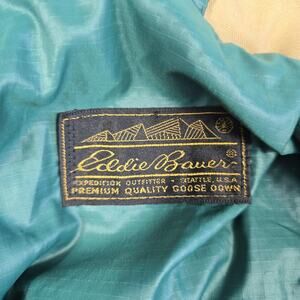 Eddie Bauer ®
EXPEDITION OUTFITTER - SEATTLE, U.S.A.
PREMIUM QUALITY GOOSE DOWN